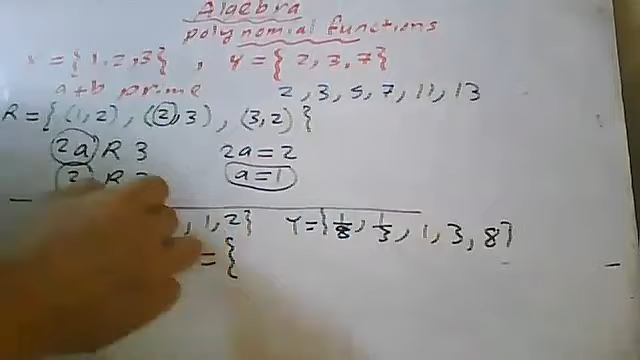 Algebra
polynomial functions
x = {1,2,3} , y = {2,3,7}
a+b prime 2,3,5,7,11,13
R = {(1,2), (2,3), (3,2)}
2a R 3 2a = 2
2 R a = 1
, 1, 2} Y = {1/8, 1/3, 1, 3, 8}
= {